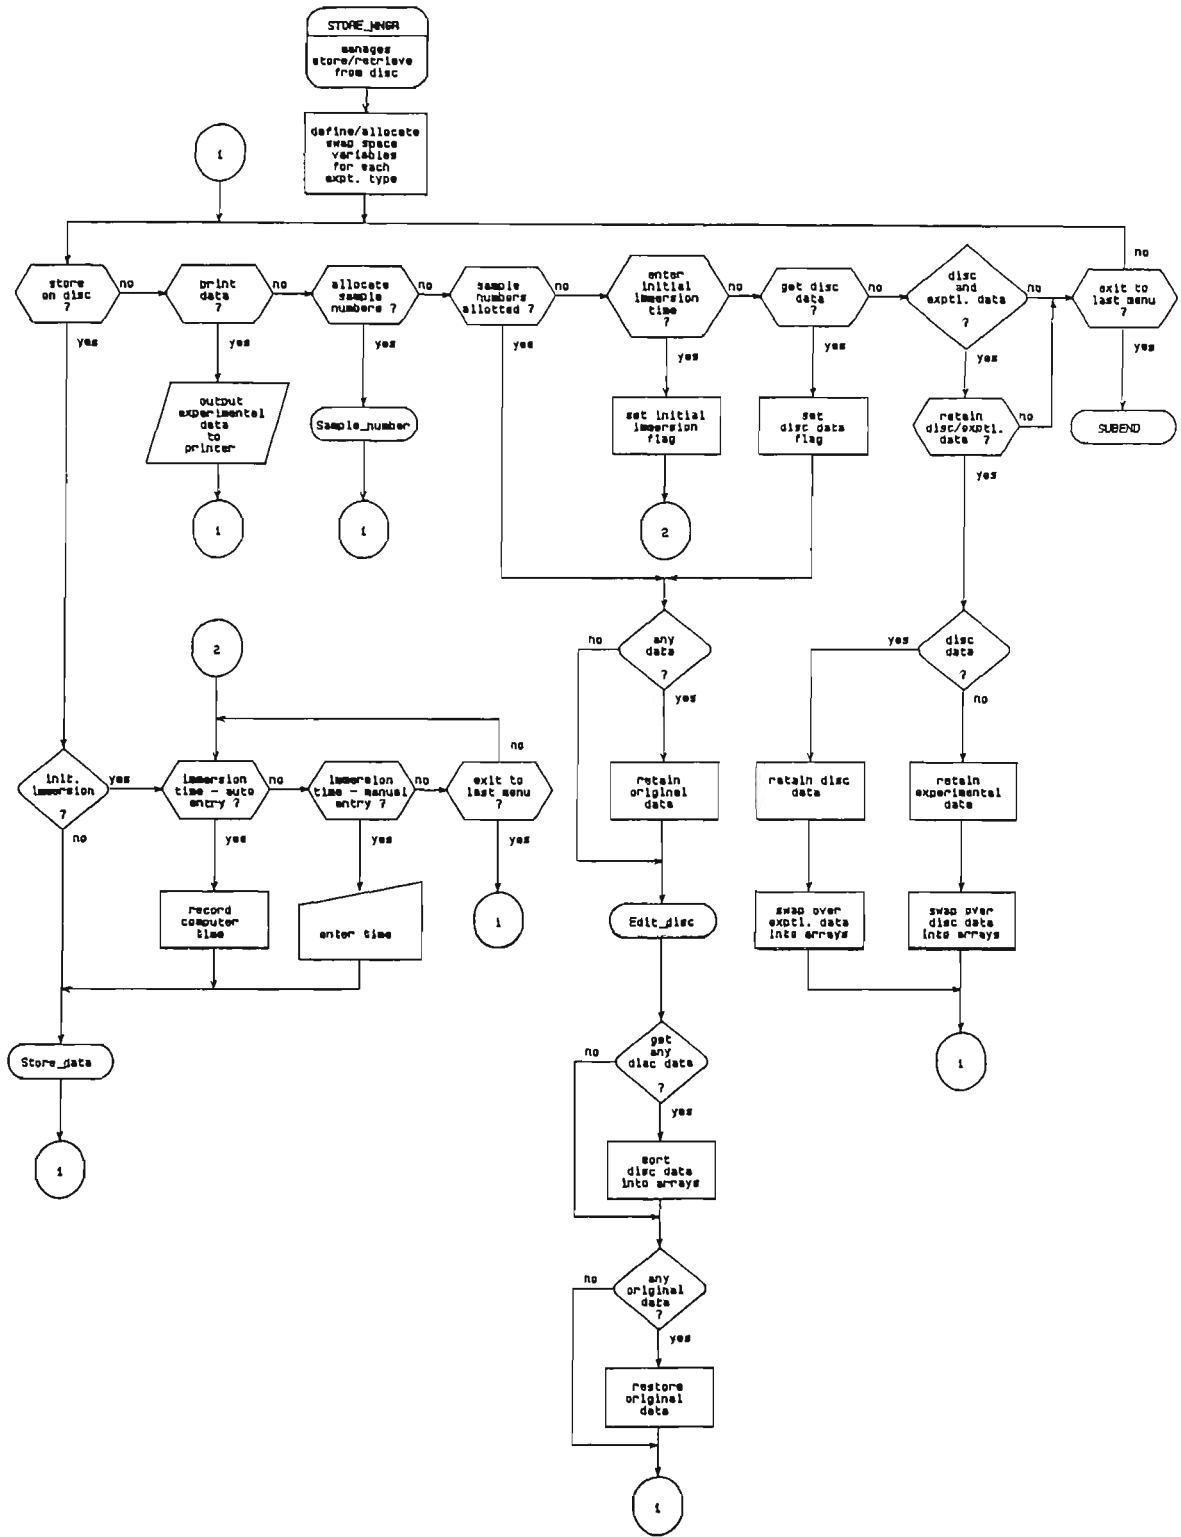 STORE_MNGR
manages
store/retrieve
from disc
define/allocate
swap space
variables
for each
expt. type
1
store
on disc
?
no
yes
print
data
?
no
yes
allocate
sample
numbers ?
no
yes
sample
numbers
allotted ?
no
yes
enter
initial
immersion
time
?
no
yes
get disc
data
?
no
yes
disc
and
exptl. data
?
no
yes
no
exit to
last menu
?
yes
output
experimental
data
to
printer
Sample_number
set initial
immersion
flag
set
disc data
flag
retain
disc/exptl.
data ?
no
yes
SUBEND
1
1
2
2
no
any
data
?
yes
yes
disc
data
?
no
init.
immersion
?
yes
no
immersion
time - auto
entry ?
no
yes
immersion
time - manual
entry ?
no
yes
no
exit to
last menu
?
yes
retain
original
data
retain disc
data
retain
experimental
data
record
computer
time
enter time
1
Edit_disc
swap over
exptl. data
into arrays
swap over
disc data
into arrays
Store_data
no
get
any
disc data
?
yes
1
1
sort
disc data
into arrays
no
any
original
data
?
yes
restore
original
data
1